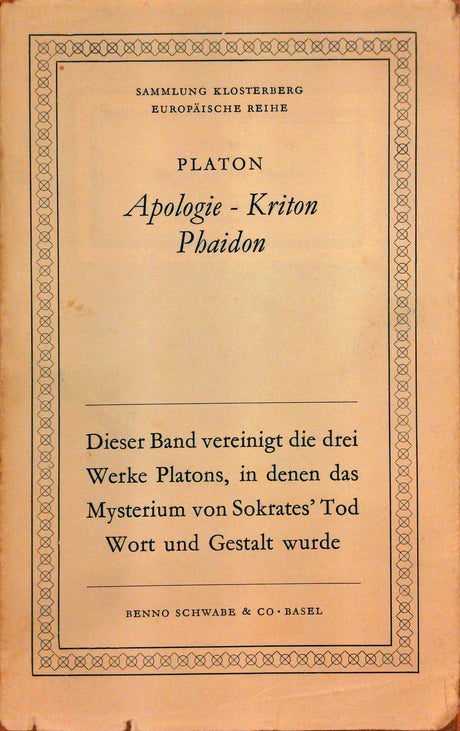 SAMMLUNG KLOSTERBERG
EUROPÄISCHE REIHE
PLATON
Apologie - Kriton
Phaidon
Dieser Band vereinigt die drei
Werke Platons, in denen das
Mysterium von Sokrates’ Tod
Wort und Gestalt wurde
BENNO SCHWABE & CO · BASEL